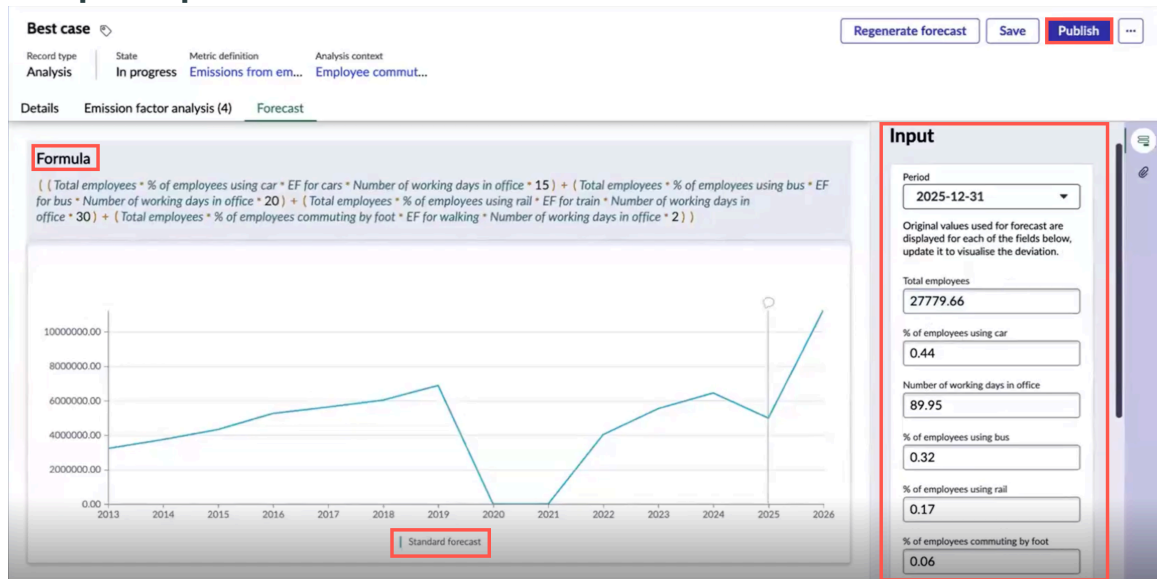 Best case
Regenerate forecast
Save
Publish
...
Record type
State
Metric definition
Analysis context
Analysis
In progress
Emissions from em...
Employee commut...
Details
Emission factor analysis (4)
Forecast
Formula
( ( Total employees * % of employees using car * EF for cars * Number of working days in office * 15 ) + ( Total employees * % of employees using bus * EF
for bus * Number of working days in office * 20 ) + ( Total employees * % of employees using rail * EF for train * Number of working days in
office * 30 ) + ( Total employees * % of employees commuting by foot * EF for walking * Number of working days in office * 2 ) )
10000000.00
8000000.00
6000000.00
4000000.00
2000000.00
0.00
2013 2014 2015 2016 2017 2018 2019 2020 2021 2022 2023 2024 2025 2026
Standard forecast
Input
Period
2025-12-31
Original values used for forecast are
displayed for each of the fields below,
update it to visualise the deviation.
Total employees
27779.66
% of employees using car
0.44
Number of working days in office
89.95
% of employees using bus
0.32
% of employees using rail
0.17
% of employees commuting by foot
0.06